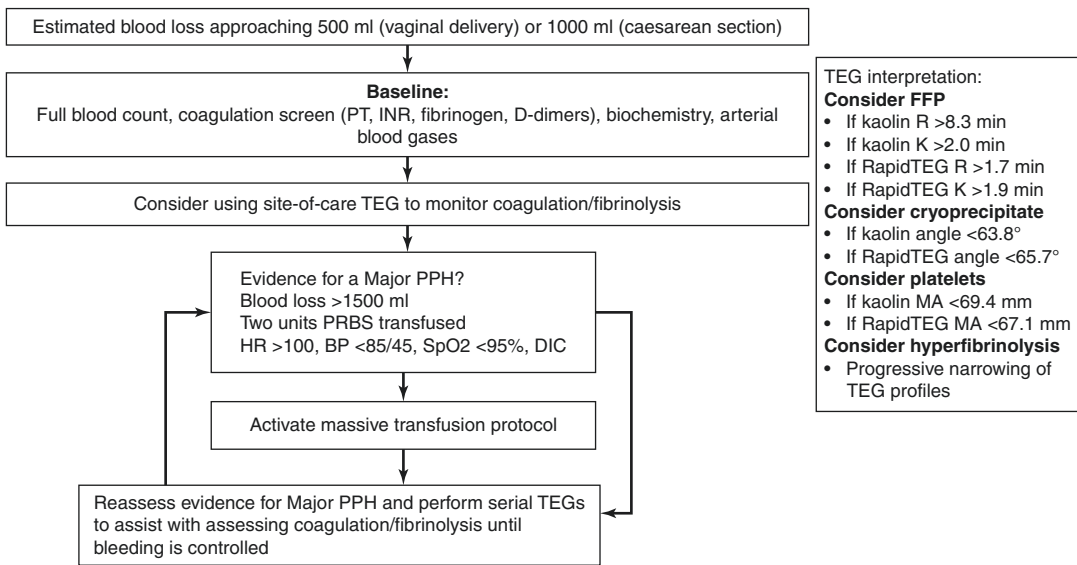 Estimated blood loss approaching 500 ml (vaginal delivery) or 1000 ml (caesarean section)
Baseline:
Full blood count, coagulation screen (PT, INR, fibrinogen, D-dimers), biochemistry, arterial
blood gases
Consider using site-of-care TEG to monitor coagulation/fibrinolysis
Evidence for a Major PPH?
Blood loss >1500 ml
Two units PRBS transfused
HR >100, BP <85/45, SpO2 <95%, DIC
Activate massive transfusion protocol
Reassess evidence for Major PPH and perform serial TEGs
to assist with assessing coagulation/fibrinolysis until
bleeding is controlled
TEG interpretation:
Consider FFP
• If kaolin R >8.3 min
• If kaolin K >2.0 min
• If RapidTEG R >1.7 min
• If RapidTEG K >1.9 min
Consider cryoprecipitate
• If kaolin angle <63.8°
• If RapidTEG angle <65.7°
Consider platelets
• If kaolin MA <69.4 mm
• If RapidTEG MA <67.1 mm
Consider hyperfibrinolysis
• Progressive narrowing of
TEG profiles